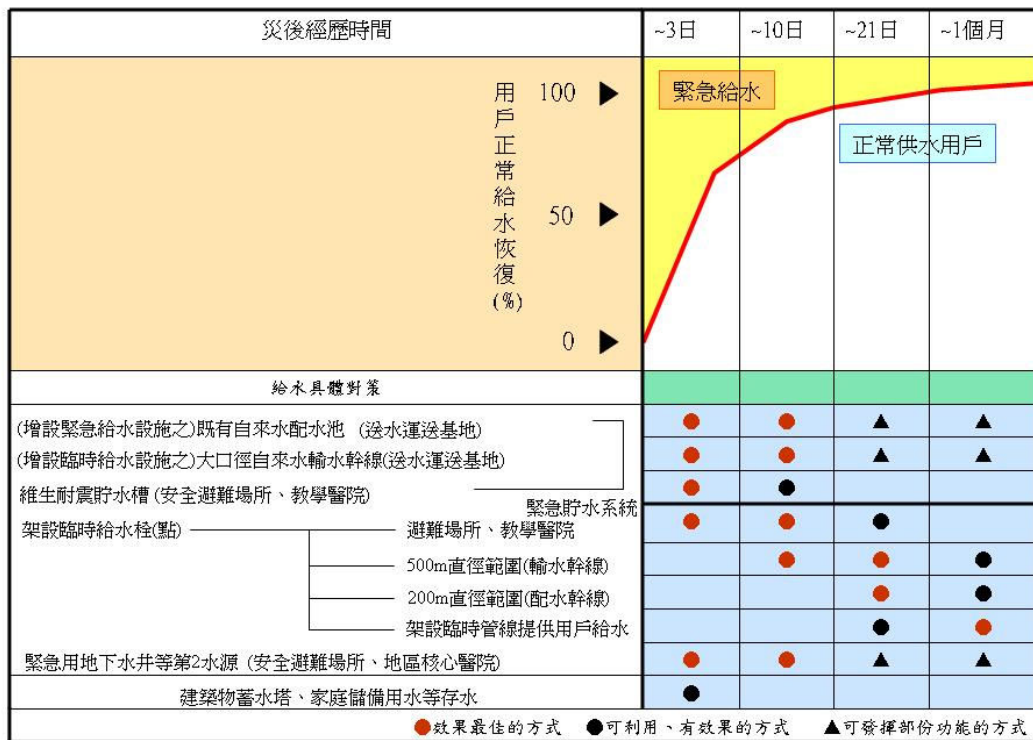 災後經歷時間 ~3日 ~10日 ~21日 ~1個月
用戶正常給水恢復(%)
100
50
0
緊急給水
正常供水用戶
給水具體對策
(增設緊急給水設施之)既有自來水配水池 (送水運送基地)
(增設臨時給水設施之)大口徑自來水輸水幹線(送水運送基地)
維生耐震貯水槽(安全避難場所、教學醫院)
緊急貯水系統
架設臨時給水栓(點) 避難場所、教學醫院
500m直徑範圍(輸水幹線)
200m直徑範圍(配水幹線)
架設臨時管線提供用戶給水
緊急用地下水井等第2水源 (安全避難場所、地區核心醫院)
建築物蓄水塔、家庭儲備用水等存水
●效果最佳的方式 ●可利用、有效果的方式 ▲可發揮部份功能的方式